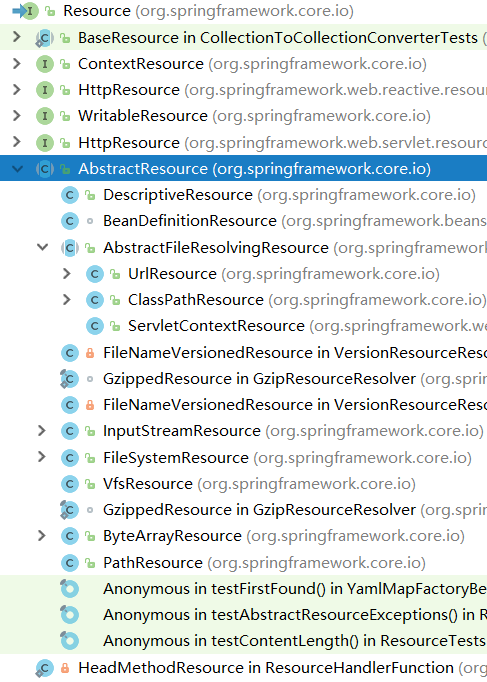 Resource (org.springframework.core.io)
BaseResource in CollectionToCollectionConverterTests (
ContextResource (org.springframework.core.io)
HttpResource (org.springframework.web.reactive.resou
WritableResource (org.springframework.core.io)
HttpResource (org.springframework.web.servlet.resourc
AbstractResource (org.springframework.core.io)
DescriptiveResource (org.springframework.core.io)
BeanDefinitionResource (org.springframework.beans
AbstractFileResolvingResource (org.springframework
UrlResource (org.springframework.core.io)
ClassPathResource (org.springframework.core.io)
ServletContextResource (org.springframework.we
FileNameVersionedResource in VersionResourceReso
GzippedResource in GzipResourceResolver (org.sprin
FileNameVersionedResource in VersionResourceReso
InputStreamResource (org.springframework.core.io)
FileSystemResource (org.springframework.core.io)
VfsResource (org.springframework.core.io)
GzippedResource in GzipResourceResolver (org.sprin
ByteArrayResource (org.springframework.core.io)
PathResource (org.springframework.core.io)
Anonymous in testFirstFound() in YamlMapFactoryBe
Anonymous in testAbstractResourceExceptions() in R
Anonymous in testContentLength() in ResourceTests
HeadMethodResource in ResourceHandlerFunction (org